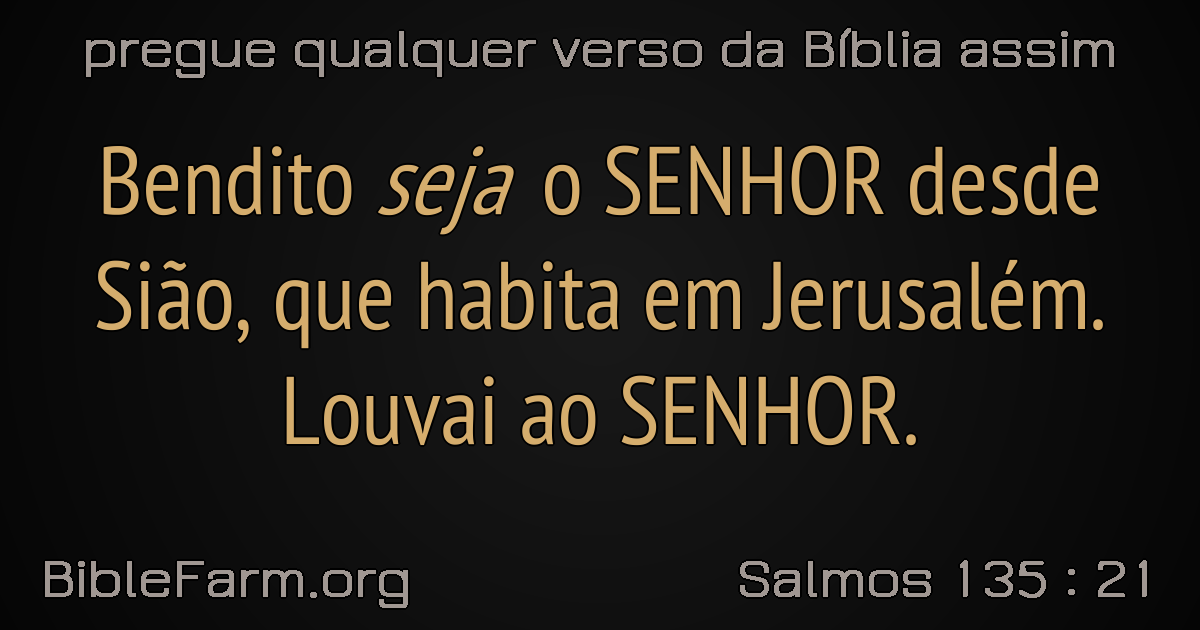 pregue qualquer verso da Bíblia assim
Bendito seja o SENHOR desde
Sião, que habita em Jerusalém.
Louvai ao SENHOR.
BibleFarm.org
Salmos 135 : 21